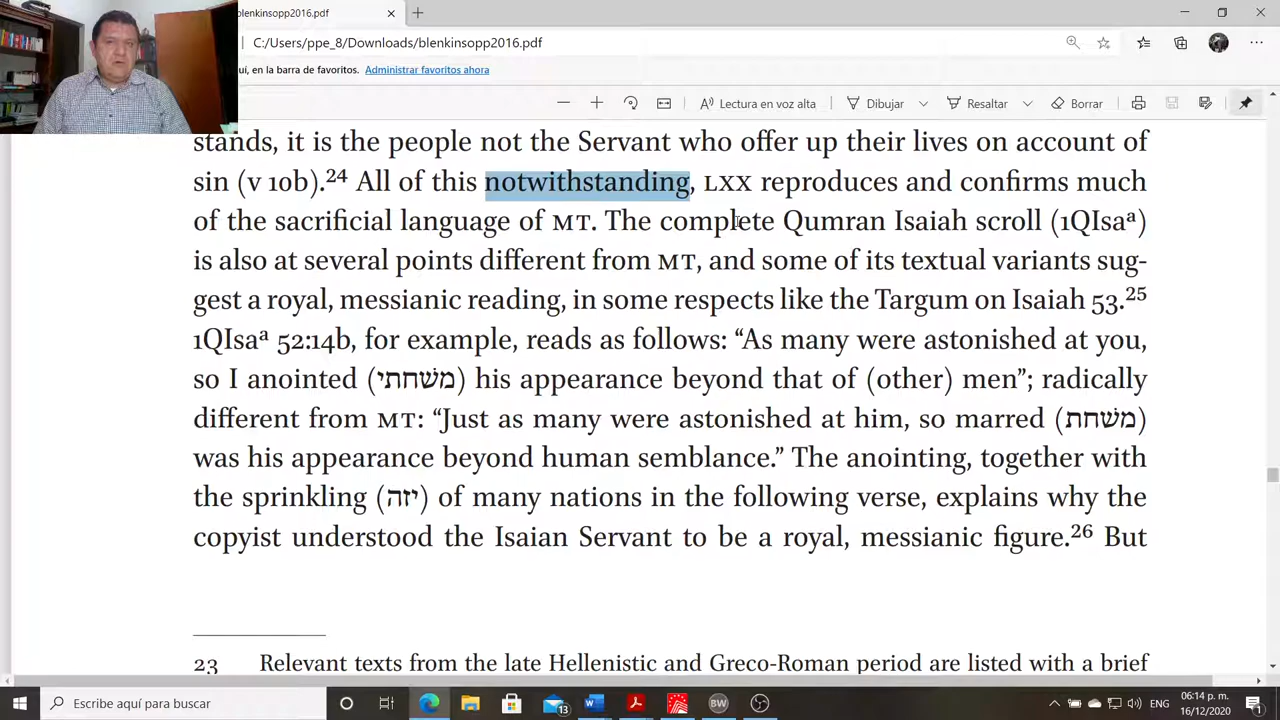 blenkinsopp2016.pdf
C:/Users/ppe_8/Downloads/blenkinsopp2016.pdf
quí, en la barra de favoritos. Administrar favoritos ahora
Lectura en voz alta Dibujar Resaltar Borrar
stands, it is the people not the Servant who offer up their lives on account of
sin (v 10b).24 All of this notwithstanding, LXX reproduces and confirms much
of the sacrificial language of MT. The complete Qumran Isaiah scroll (1QIsaª)
is also at several points different from MT, and some of its textual variants sug-
gest a royal, messianic reading, in some respects like the Targum on Isaiah 53.25
1QIsaª 52:14b, for example, reads as follows: “As many were astonished at you,
so I anointed (משׁחתי) his appearance beyond that of (other) men”; radically
different from MT: “Just as many were astonished at him, so marred (משׁחת)
was his appearance beyond human semblance.” The anointing, together with
the sprinkling (יזה) of many nations in the following verse, explains why the
copyist understood the Isaian Servant to be a royal, messianic figure.26 But
23 Relevant texts from the late Hellenistic and Greco-Roman period are listed with a brief
Escribe aquí para buscar
13
BW
ENG
06:14 p. m.
16/12/2020
1